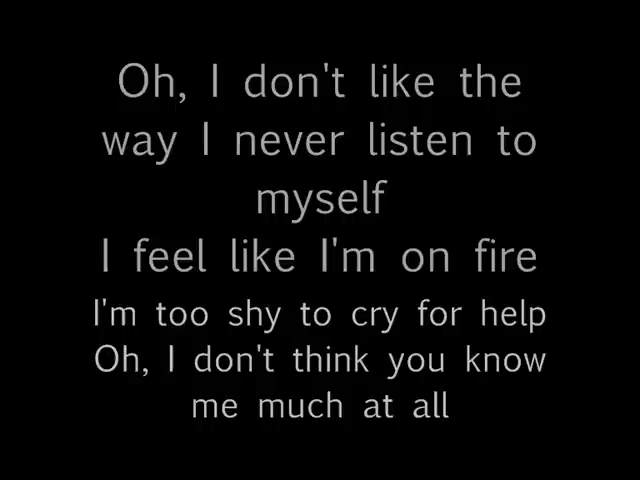 Oh, I don't like the
way I never listen to
myself
I feel like I'm on fire
I'm too shy to cry for help
Oh, I don't think you know
me much at all